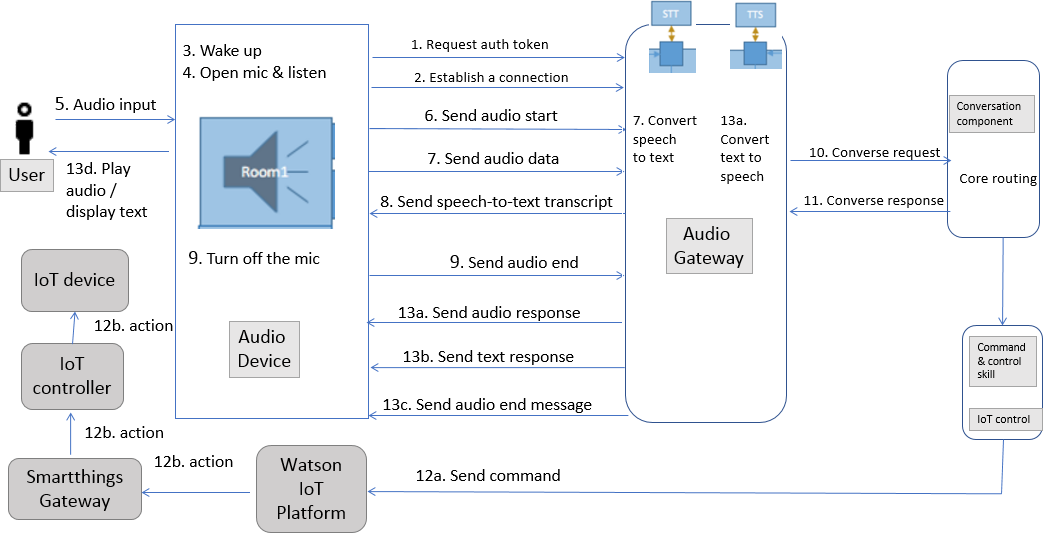 STT
TTS
3. Wake up
4. Open mic & listen
1. Request auth token
2. Establish a connection
5. Audio input
6. Send audio start
7. Convert
speech
to text
13a.
Convert
text to
speech
Conversation
component
Room1
7. Send audio data
10. Converse request
User
13d. Play
audio /
display text
Core routing
8. Send speech-to-text transcript
11. Converse response
Audio
Gateway
9. Turn off the mic
9. Send audio end
IoT device
13a. Send audio response
12b. action
Audio
Device
13b. Send text response
Command
& control
skill
IoT
controller
13c. Send audio end message
IoT control
12b. action
12b. action
Smartthings
Gateway
Watson
IoT
Platform
12a. Send command